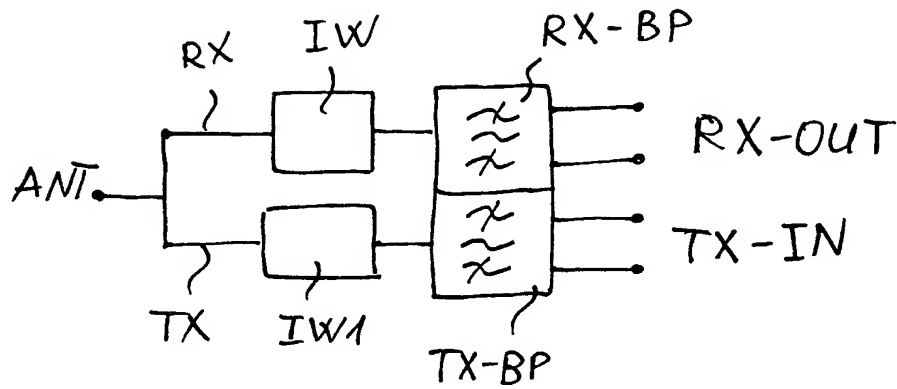 IW
RX-BP
RX
RX-OUT
ANT
TX-IN
TX
IW1
TX-BP